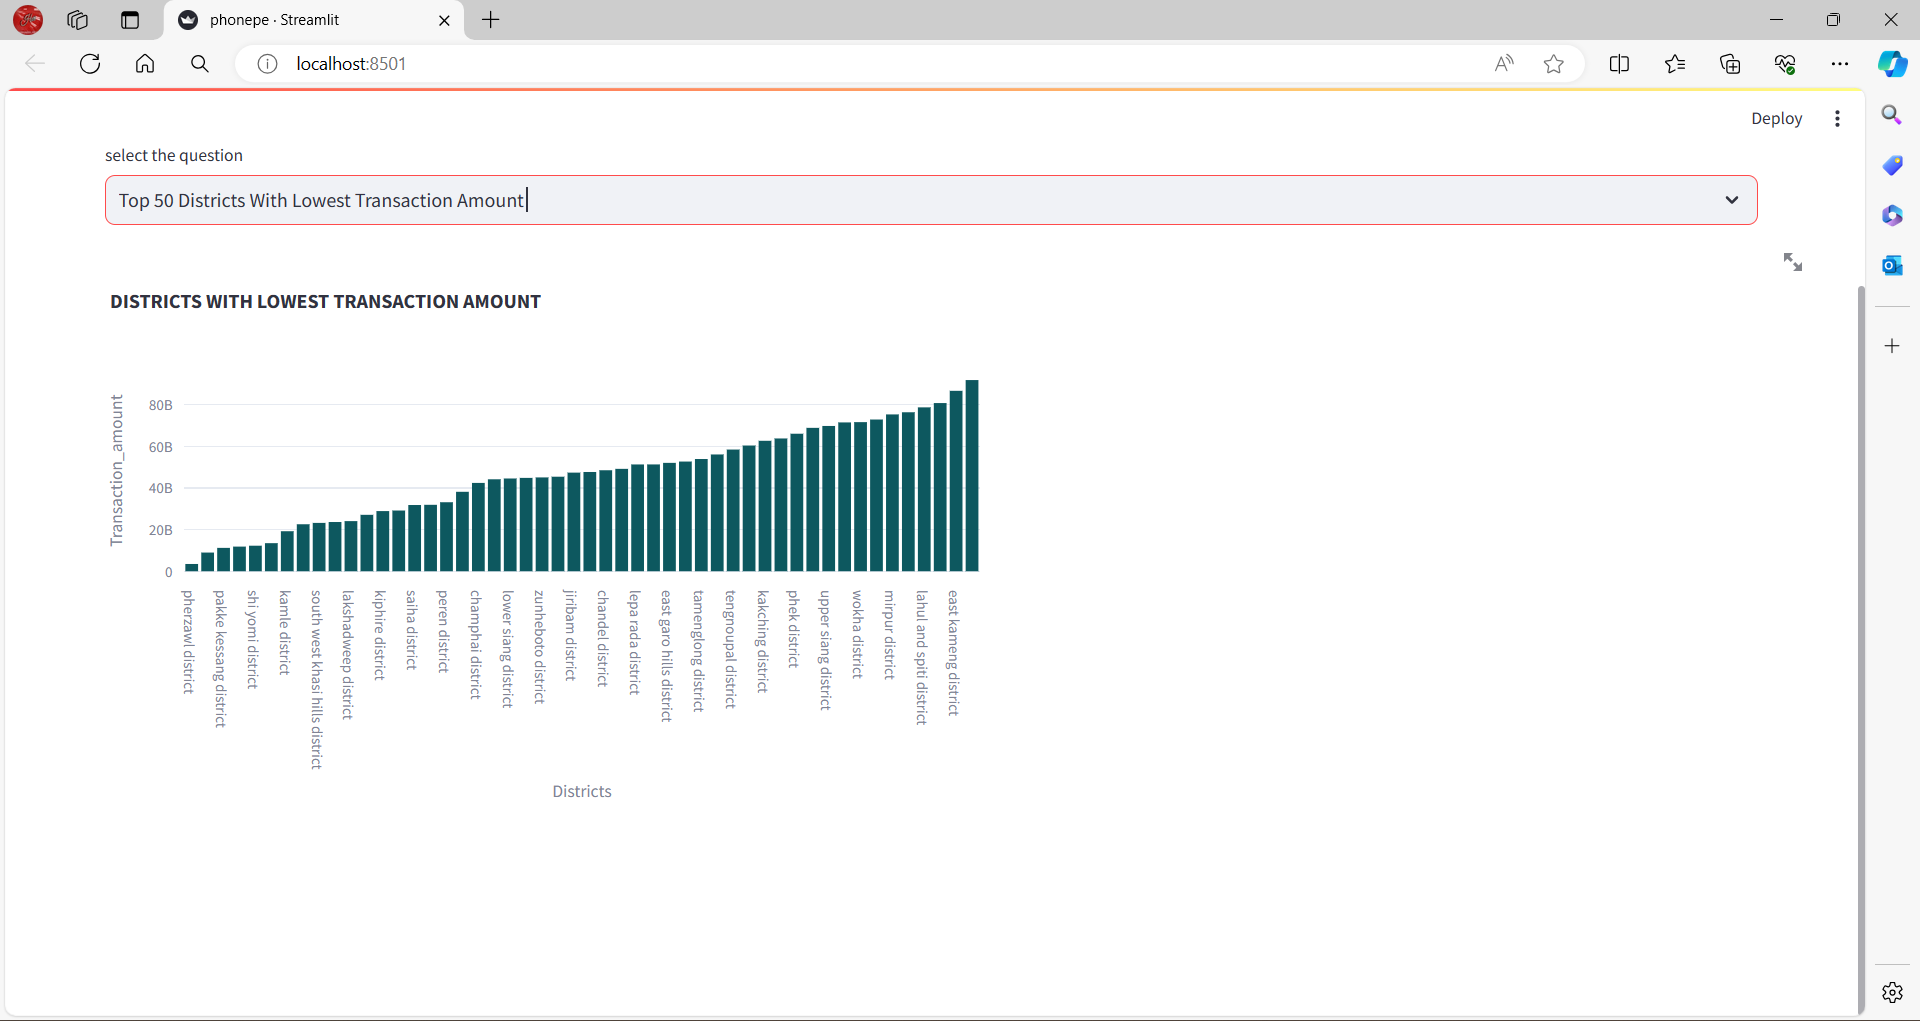 phonepe · Streamlit
localhost:8501
Deploy
select the question
Top 50 Districts With Lowest Transaction Amount
DISTRICTS WITH LOWEST TRANSACTION AMOUNT
Transaction_amount
80B
60B
40B
20B
0
pherzawl district
pakke kessang district
shi yomi district
kamle district
south west khasi hills district
lakshadweep district
kiphire district
saiha district
peren district
champhai district
lower siang district
zunheboto district
jiribam district
chandel district
lepa rada district
east garo hills district
tamenglong district
tengnoupal district
kakching district
phek district
upper siang district
wokha district
mirpur district
lahul and spiti district
east kameng district
Districts